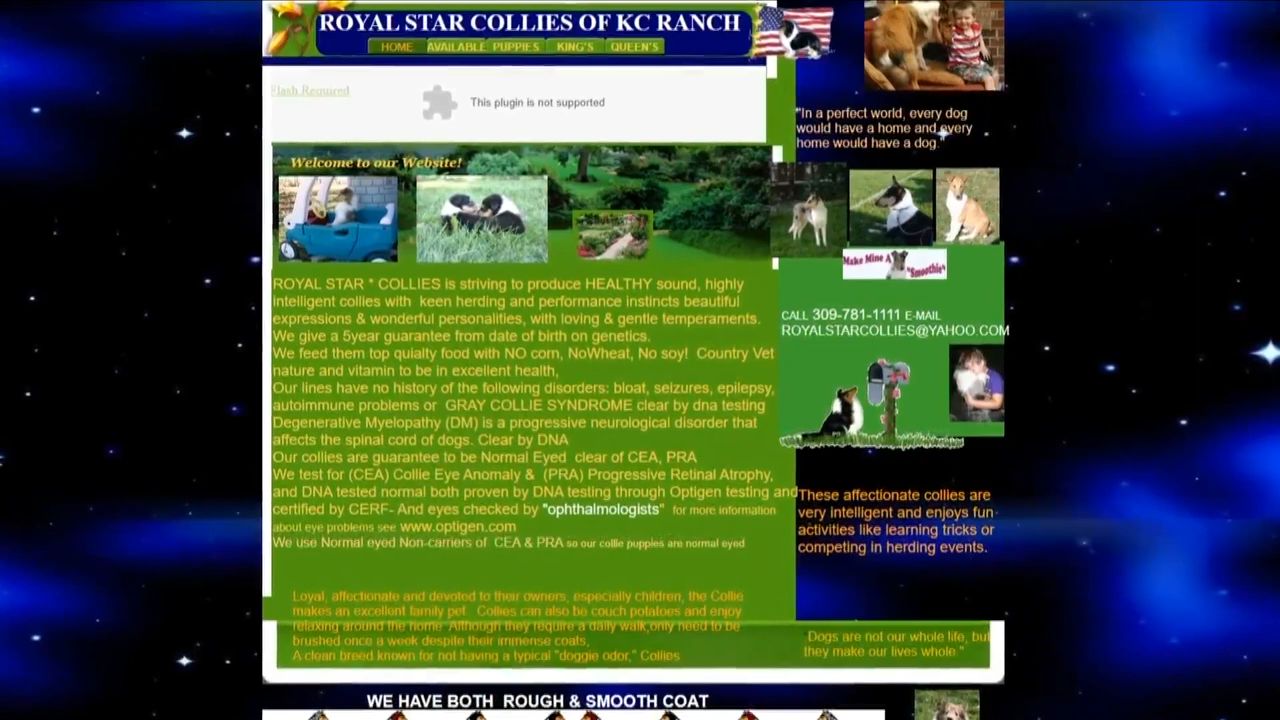 ROYAL STAR COLLIES OF KC RANCH
HOME AVAILABLE PUPPIES KING'S QUEEN'S
Flash Required
This plugin is not supported
Welcome to our Website!
ROYAL STAR * COLLIES is striving to produce HEALTHY sound, highly
intelligent collies with keen herding and performance instincts beautiful
expressions & wonderful personalities, with loving & gentle temperaments.
We give a 5year guarantee from date of birth on genetics.
We feed them top quialty food with NO corn, NoWheat, No soy! Country Vet
nature and vitamin to be in excellent health,
Our lines have no history of the following disorders: bloat, seizures, epilepsy,
autoimmune problems or GRAY COLLIE SYNDROME clear by dna testing
Degenerative Myelopathy (DM) is a progressive neurological disorder that
affects the spinal cord of dogs. Clear by DNA
Our collies are guarantee to be Normal Eyed clear of CEA, PRA
We test for (CEA) Collie Eye Anomaly & (PRA) Progressive Retinal Atrophy,
and DNA tested normal both proven by DNA testing through Optigen testing and
certified by CERF- And eyes checked by "ophthalmologists" for more information
about eye problems see www.optigen.com
We use Normal eyed Non-carriers of CEA & PRA so our collie puppies are normal eyed
Loyal, affectionate and devoted to their owners, especially children, the Collie
makes an excellent family pet. Collies can also be couch potatoes and enjoy
relaxing around the home. Although they require a daily walk,only need to be
brushed once a week despite their immense coats,
A clean breed known for not having a typical "doggie odor," Collies
"In a perfect world, every dog
would have a home and every
home would have a dog."
Make Mine A
"Smoothie"
CALL 309-781-1111 E-MAIL
ROYALSTARCOLLIES@YAHOO.COM
These affectionate collies are
very intelligent and enjoys fun
activities like learning tricks or
competing in herding events.
"Dogs are not our whole life, but
they make our lives whole."
WE HAVE BOTH ROUGH & SMOOTH COAT